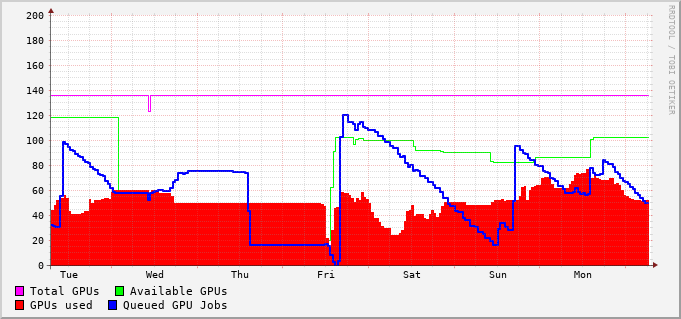 200
180
160
140
120
100
80
60
40
20
0
Tue Wed Thu Fri Sat Sun Mon
Total GPUs Available GPUs
GPUs used Queued GPU Jobs
RRDTOOL / TOBI OETIKER